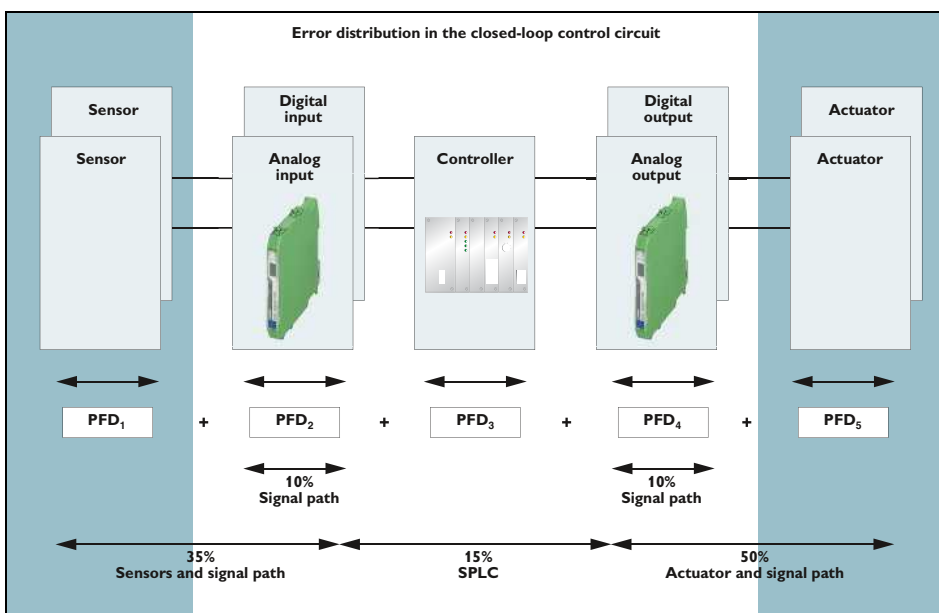 Error distribution in the closed-loop control circuit
Sensor
Digital
input
Digital
output
Actuator
Sensor
Analog
input
Controller
Analog
output
Actuator
PFD₁ + PFD₂ + PFD₃ + PFD₄ + PFD₅
10%
Signal path
10%
Signal path
35%
Sensors and signal path
15%
SPLC
50%
Actuator and signal path